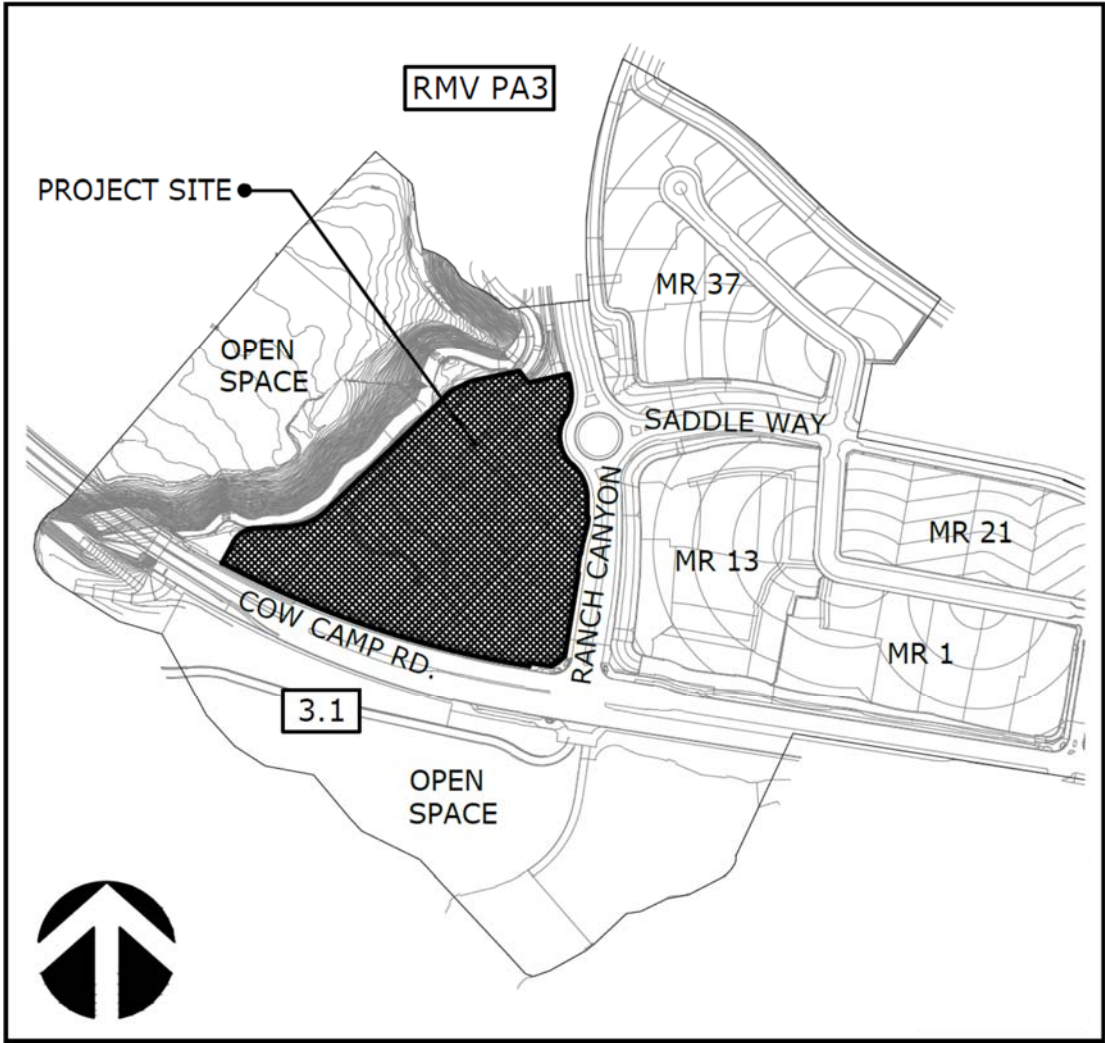 RMV PA3
PROJECT SITE
MR 37
OPEN
SPACE
SADDLE WAY
RANCH CANYON
MR 21
MR 13
COW CAMP RD.
MR 1
3.1
OPEN
SPACE